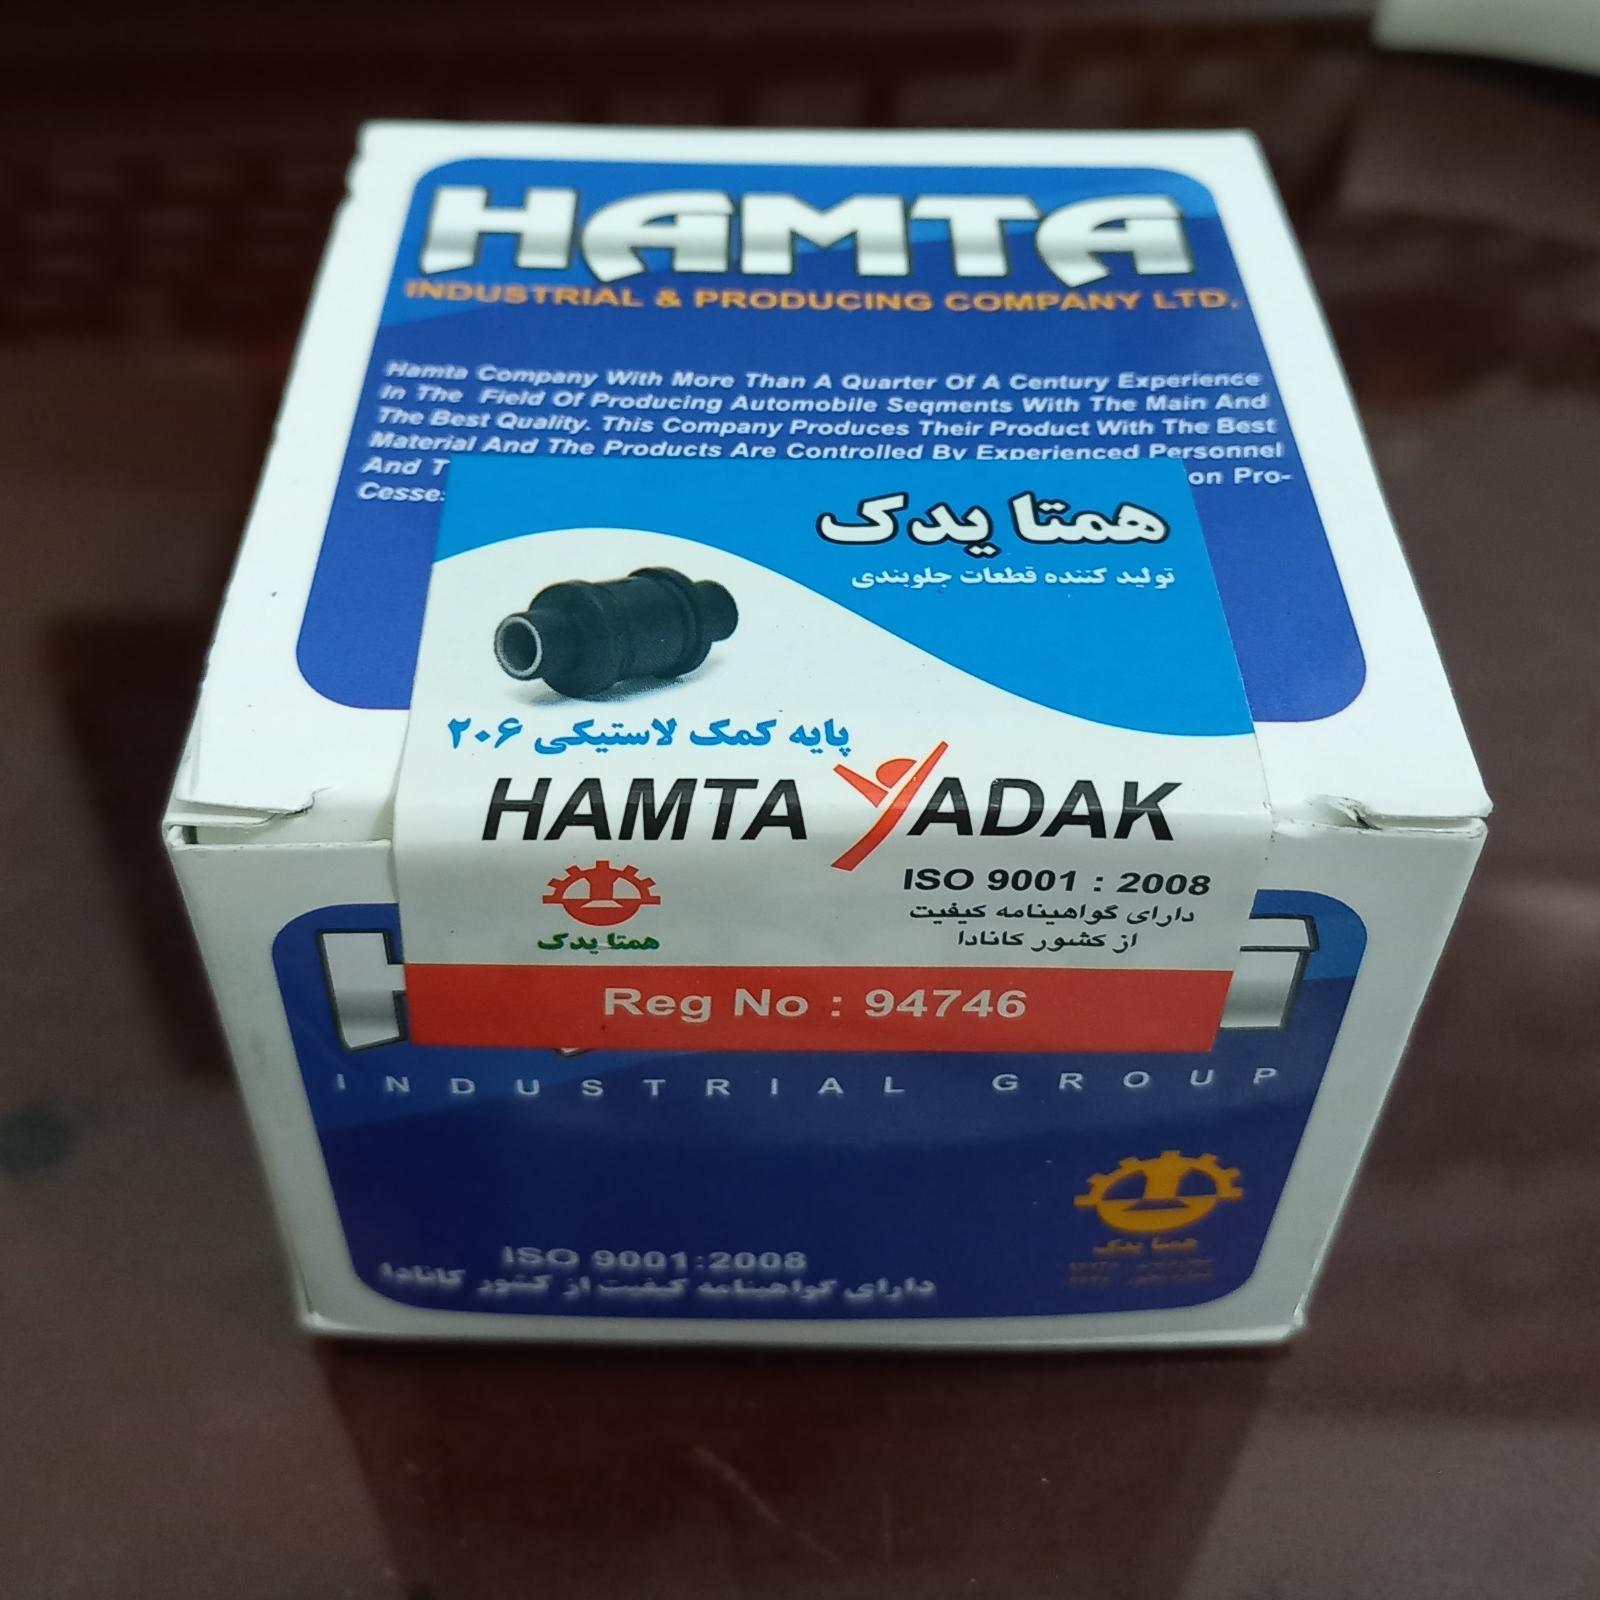 HAMTA
INDUSTRIAL & PRODUCING COMPANY LTD.
Hamta Company With More Than A Quarter Of A Century Experience
In The Field Of Producing Automobile Seqments With The Main And
The Best Quality. This Company Produces Their Product With The Best
Material And The Products Are Controlled By Experienced Personnel
And T on Pro-
Cesse
همتا یدک
تولید کننده قطعات جلوبندی
پایه کمک لاستیکی ۲۰۶
HAMTA YADAK
ISO 9001 : 2008
دارای گواهینامه کیفیت
از کشور کانادا
همتا یدک
Reg No : 94746
INDUSTRIAL GROUP
همتا یدک
ISO 9001:2008
دارای گواهینامه کیفیت از کشور کانادا